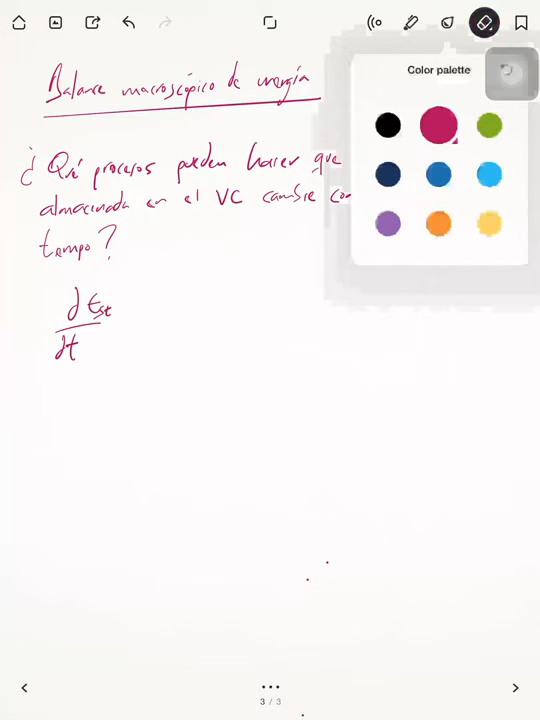 Color palette
Balance macroscópico de energía
¿Qué procesos pueden hacer que
almacenada en el VC cambie con
tiempo?
dEst
dt
3 / 3